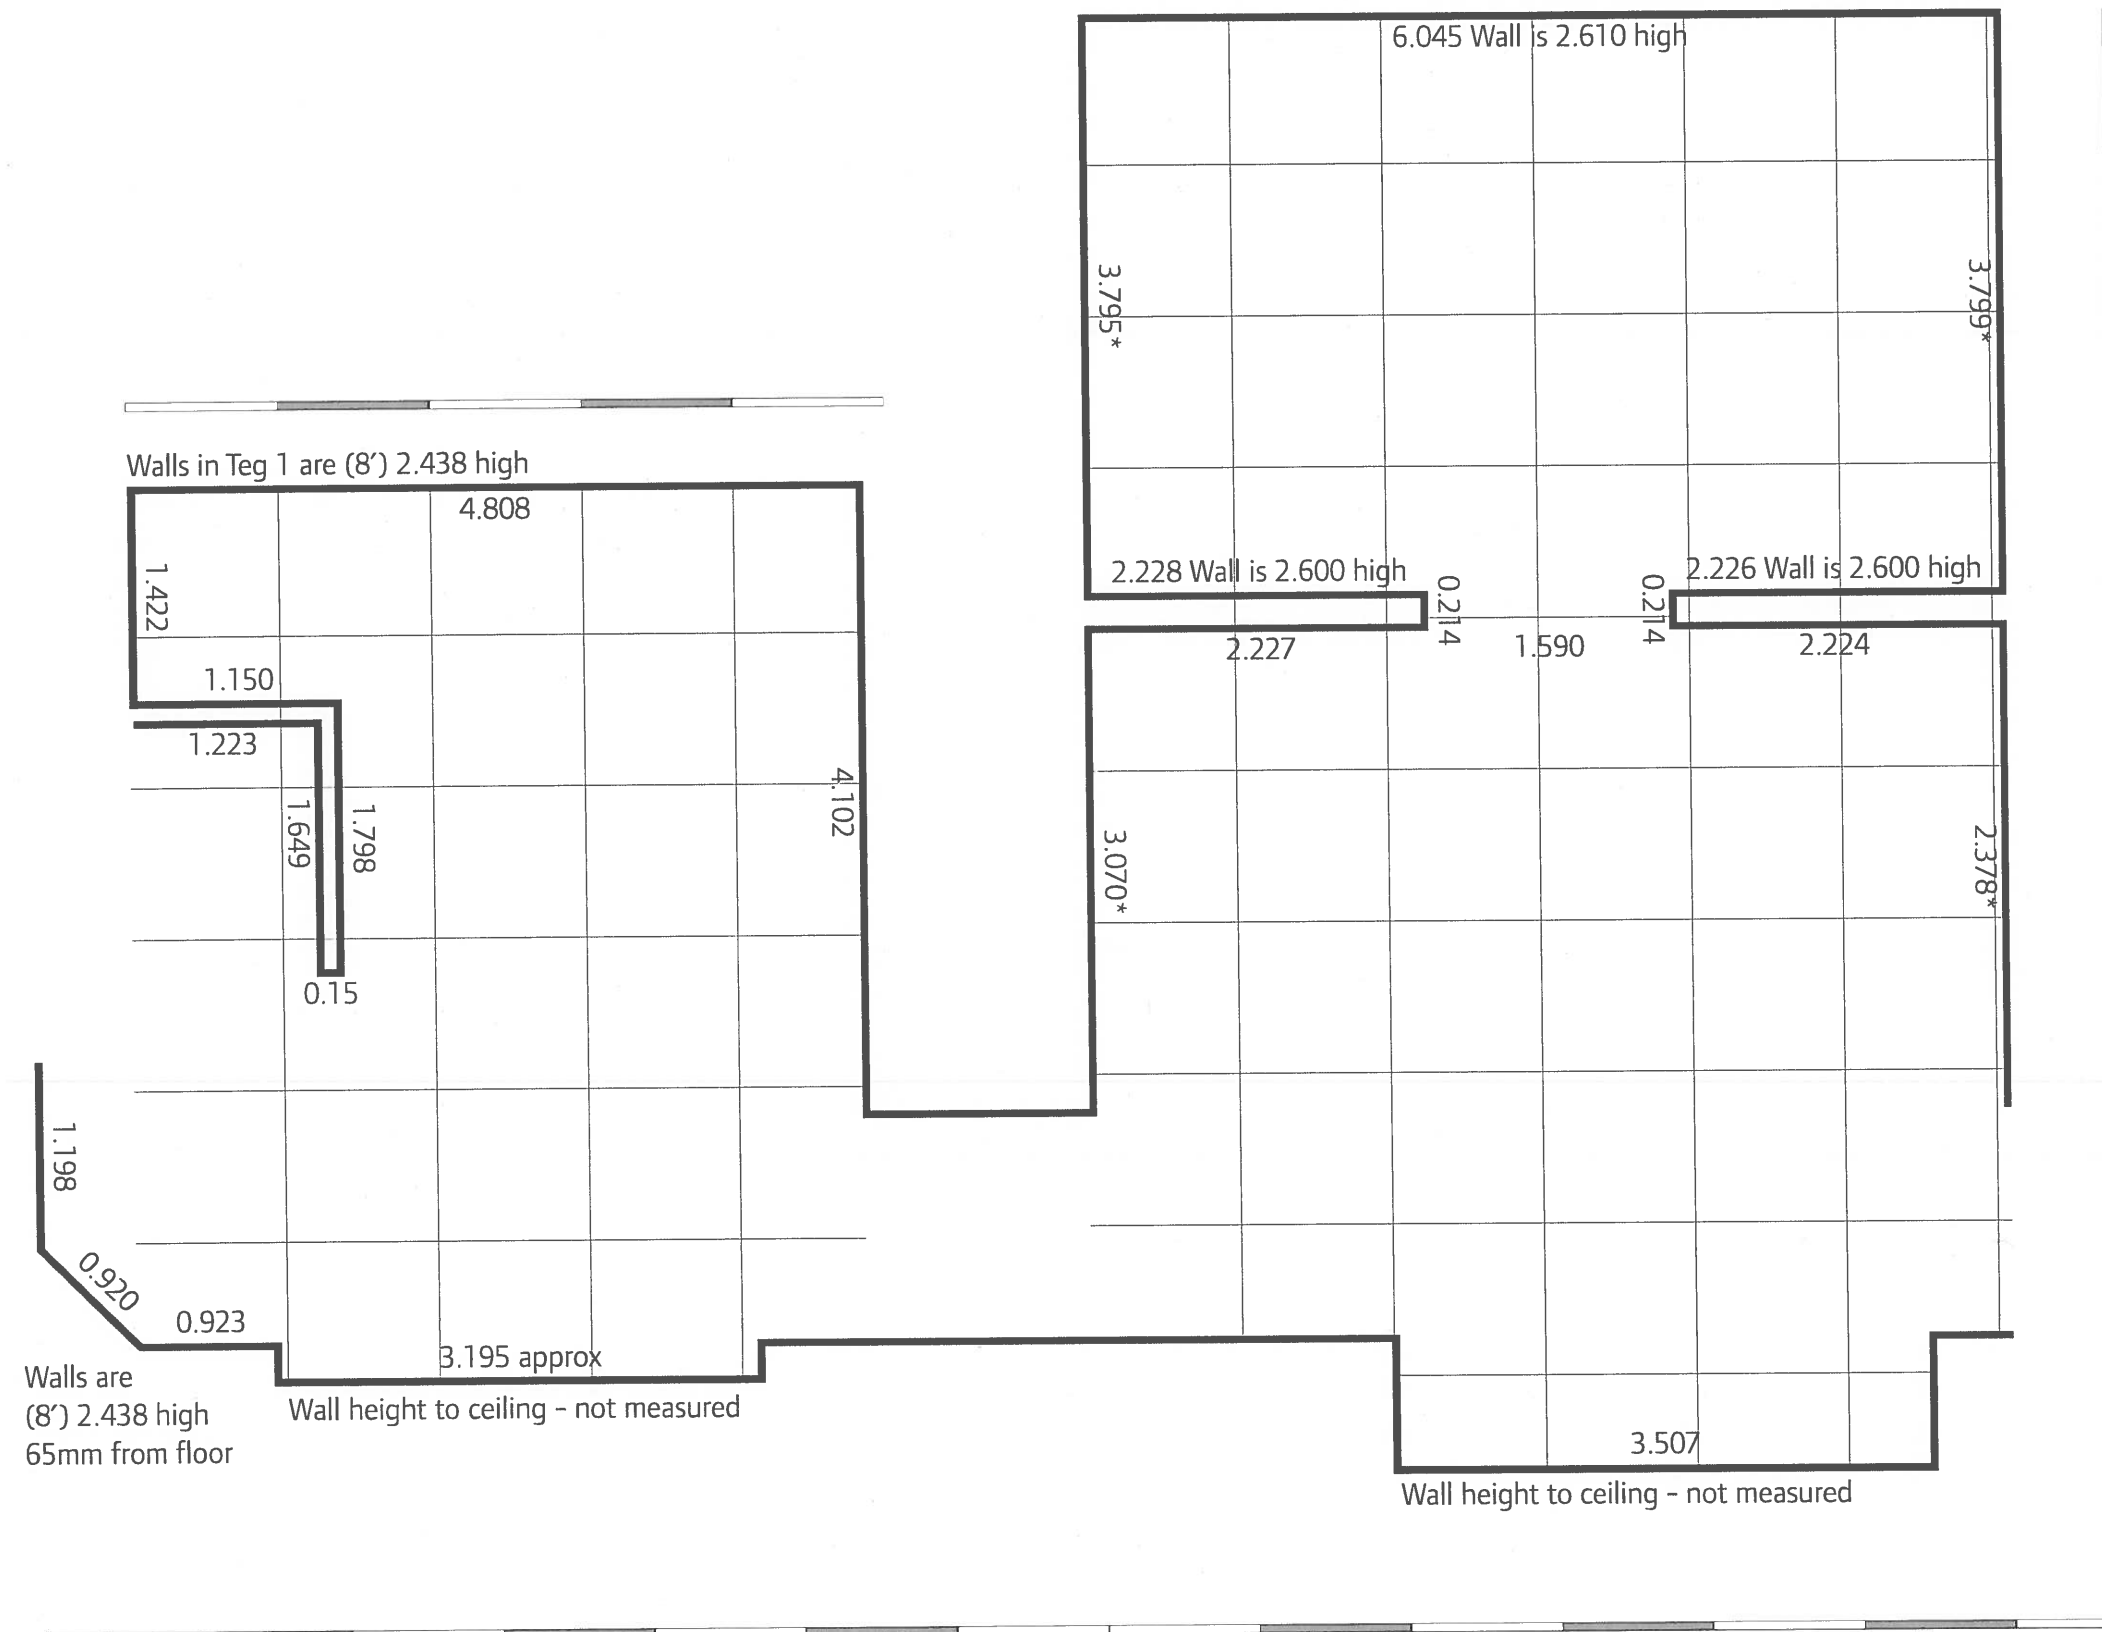 6.045 Wall is 2.610 high
3.795*
3.799*
Walls in Teg 1 are (8′) 2.438 high
4.808
1.422
2.228 Wall is 2.600 high
0.214
0.214
2.226 Wall is 2.600 high
2.227
1.590
2.224
1.150
1.223
1.649
1.798
4.102
3.070*
2.378*
0.15
1.198
0.920
0.923
3.195 approx
Walls are
(8′) 2.438 high
65mm from floor
Wall height to ceiling – not measured
3.507
Wall height to ceiling – not measured